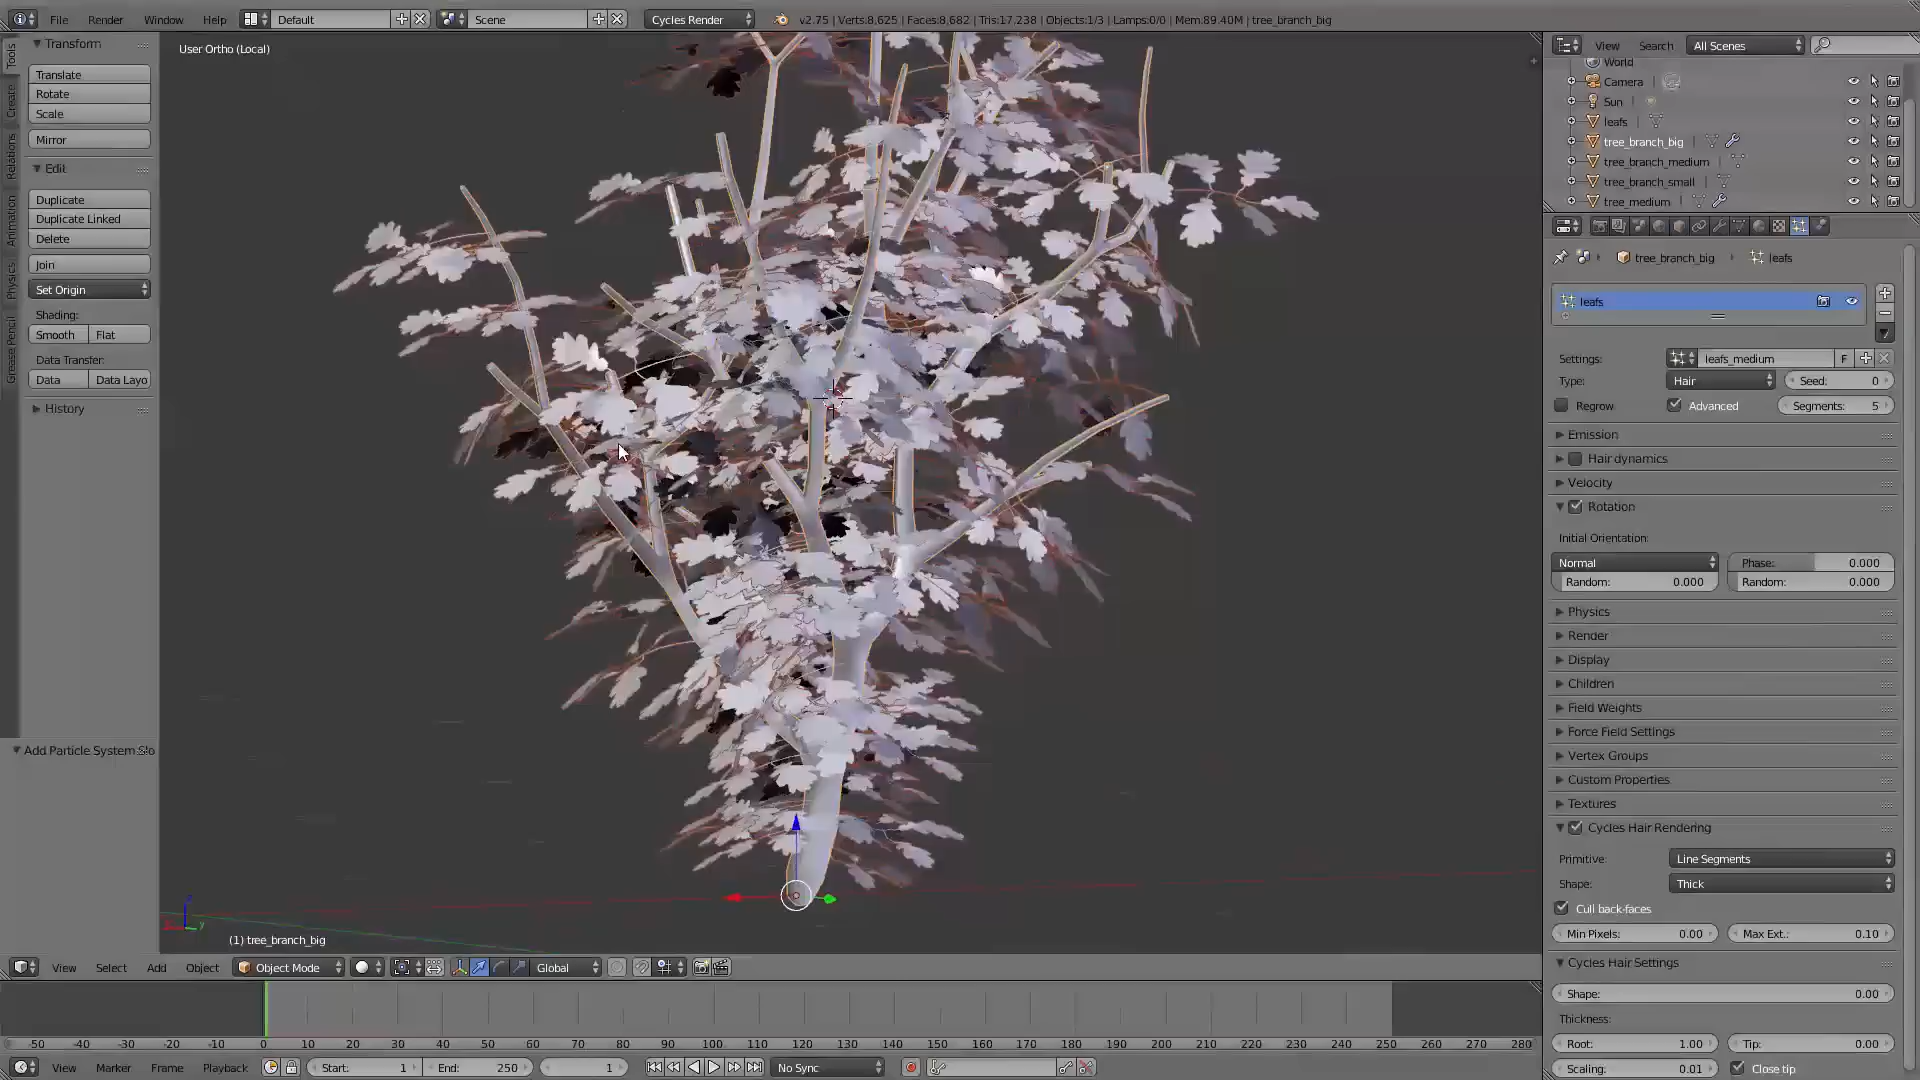 File Render Window Help Default Scene Cycles Render v2.75 | Verts:8,625 | Faces:8,682 | Tris:17,238 | Objects:1/3 | Lamps:0/0 | Mem:89.40M | tree_branch_big
Tools
Create
Relations
Animation
Physics
Grease Pencil
Transform
Translate
Rotate
Scale
Mirror
Edit
Duplicate
Duplicate Linked
Delete
Join
Set Origin
Shading:
Smooth Flat
Data Transfer:
Data Data Layo
History
Add Particle System Slo
User Ortho (Local)
(1) tree_branch_big
View Search All Scenes
World
Camera
Sun
leafs
tree_branch_big
tree_branch_medium
tree_branch_small
tree_medium
tree_branch_big leafs
leafs
Settings: leafs_medium F
Type: Hair Seed: 0
Regrow Advanced Segments: 5
Emission
Hair dynamics
Velocity
Rotation
Initial Orientation:
Normal Phase: 0.000
Random: 0.000 Random: 0.000
Physics
Render
Display
Children
Field Weights
Force Field Settings
Vertex Groups
Custom Properties
Textures
Cycles Hair Rendering
Primitive: Line Segments
Shape: Thick
Cull back-faces
Min Pixels: 0.00 Max Ext.: 0.10
Cycles Hair Settings
Shape: 0.00
Thickness:
Root: 1.00 Tip: 0.00
Scaling: 0.01 Close tip
View Select Add Object Object Mode Global
-50 -40 -30 -20 -10 0 10 20 30 40 50 60 70 80 90 100 110 120 130 140 150 160 170 180 190 200 210 220 230 240 250 260 270 280
View Marker Frame Playback Start: 1 End: 250 1 No Sync